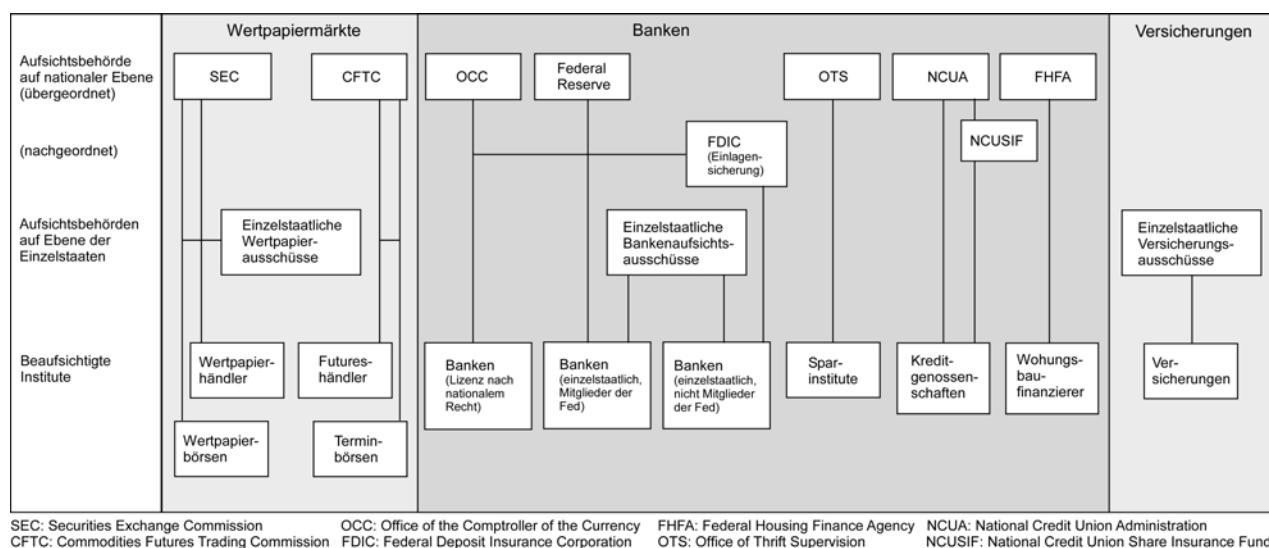 Wertpapiermärkte
Banken
Versicherungen
Aufsichtsbehörde
auf nationaler Ebene
(übergeordnet)
SEC
CFTC
OCC
Federal
Reserve
OTS
NCUA
FHFA
(nachgeordnet)
FDIC
(Einlagen-
sicherung)
NCUSIF
Aufsichtsbehörden
auf Ebene der
Einzelstaaten
Einzelstaatliche
Wertpapier-
ausschüsse
Einzelstaatliche
Bankenaufsichts-
ausschüsse
Einzelstaatliche
Versicherungs-
ausschüsse
Beaufsichtigte
Institute
Wertpapier-
händler
Futures-
händler
Banken
(Lizenz nach
nationalem
Recht)
Banken
(einzelstaatlich,
Mitglieder der
Fed)
Banken
(einzelstaatlich,
nicht Mitglieder
der Fed)
Spar-
institute
Kredit-
genossen-
schaften
Wohungs-
bau-
finanzierer
Ver-
sicherungen
Wertpapier-
börsen
Termin-
börsen
SEC: Securities Exchange Commission
OCC: Office of the Comptroller of the Currency
FHFA: Federal Housing Finance Agency
NCUA: National Credit Union Administration
CFTC: Commodities Futures Trading Commission
FDIC: Federal Deposit Insurance Corporation
OTS: Office of Thrift Supervision
NCUSIF: National Credit Union Share Insurance Fund